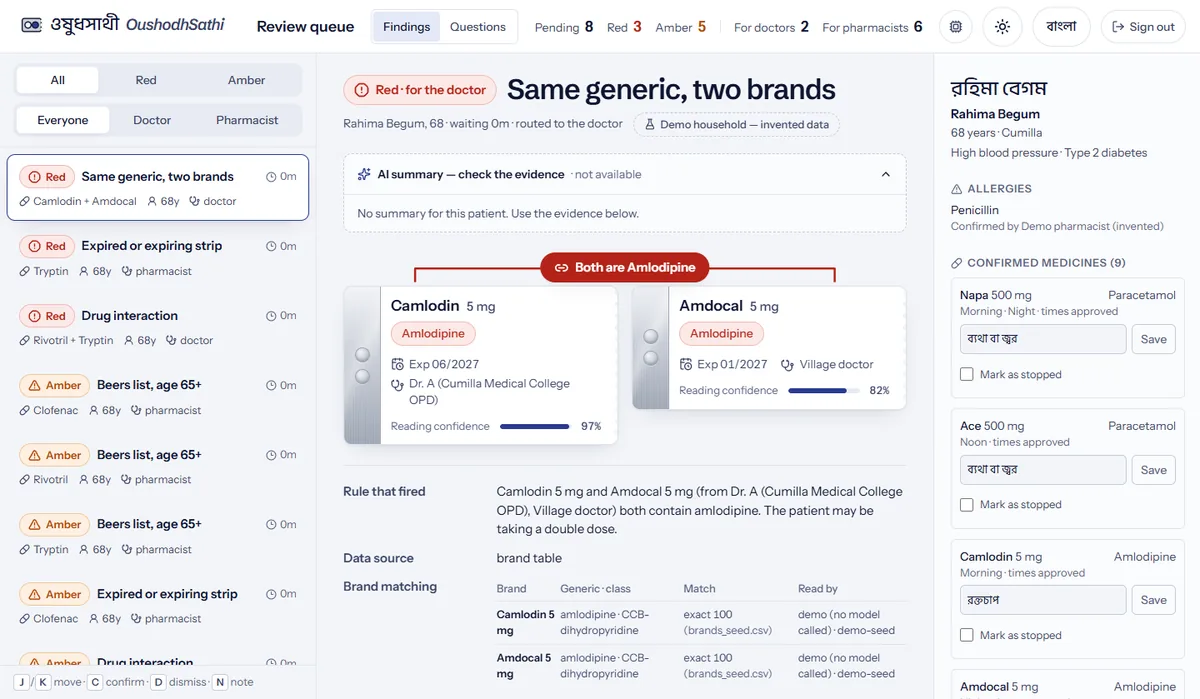 ওষুধসাথী OushodhSathi
Review queue
Findings Questions
Pending 8 Red 3 Amber 5 For doctors 2 For pharmacists 6
বাংলা
Sign out
All Red Amber
Everyone Doctor Pharmacist
Red Same generic, two brands 0m
Camlodin + Amdocal 68y doctor
Red Expired or expiring strip 0m
Tryptin 68y pharmacist
Red Drug interaction 0m
Rivotril + Tryptin 68y doctor
Amber Beers list, age 65+ 0m
Clofenac 68y pharmacist
Amber Beers list, age 65+ 0m
Rivotril 68y pharmacist
Amber Beers list, age 65+ 0m
Tryptin 68y pharmacist
Amber Expired or expiring strip 0m
Clofenac 68y pharmacist
Amber Drug interaction 0m
J / K move · C confirm · D dismiss · N note
Red · for the doctor Same generic, two brands
Rahima Begum, 68 · waiting 0m · routed to the doctor Demo household — invented data
AI summary — check the evidence · not available
No summary for this patient. Use the evidence below.
Both are Amlodipine
Camlodin 5 mg
Amlodipine
Exp 06/2027
Dr. A (Cumilla Medical College
OPD)
Reading confidence 97%
Amdocal 5 mg
Amlodipine
Exp 01/2027 Village doctor
Reading confidence 82%
Rule that fired
Camlodin 5 mg and Amdocal 5 mg (from Dr. A (Cumilla Medical College
OPD), Village doctor) both contain amlodipine. The patient may be
taking a double dose.
Data source brand table
Brand matching
Brand Generic · class Match Read by
Camlodin 5 amlodipine · CCB- exact 100 demo (no model
mg dihydropyridine (brands_seed.csv) called) · demo-seed
Amdocal 5 amlodipine · CCB- exact 100 demo (no model
mg dihydropyridine (brands_seed.csv) called) · demo-seed
রহিমা বেগম
Rahima Begum
68 years · Cumilla
High blood pressure · Type 2 diabetes
ALLERGIES
Penicillin
Confirmed by Demo pharmacist (invented)
CONFIRMED MEDICINES (9)
Napa 500 mg Paracetamol
Morning · Night · times approved
ব্যথা বা জ্বর Save
Mark as stopped
Ace 500 mg Paracetamol
Noon · times approved
ব্যথা বা জ্বর Save
Mark as stopped
Camlodin 5 mg Amlodipine
Morning · times approved
রক্তচাপ Save
Mark as stopped
Amdocal 5 mg Amlodipine